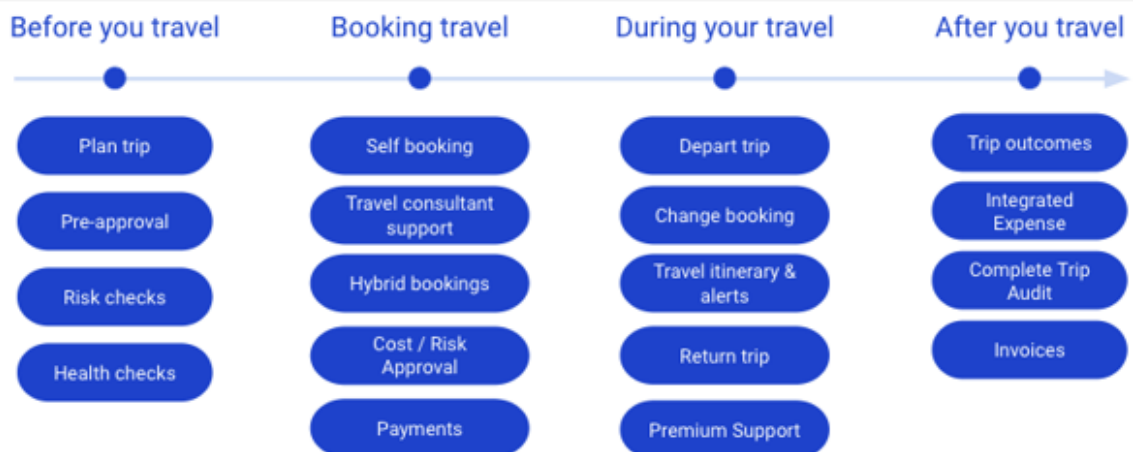 Before you travel
Booking travel
During your travel
After you travel
Plan trip
Pre-approval
Risk checks
Health checks
Self booking
Travel consultant
support
Hybrid bookings
Cost / Risk
Approval
Payments
Depart trip
Change booking
Travel itinerary &
alerts
Return trip
Premium Support
Trip outcomes
Integrated
Expense
Complete Trip
Audit
Invoices